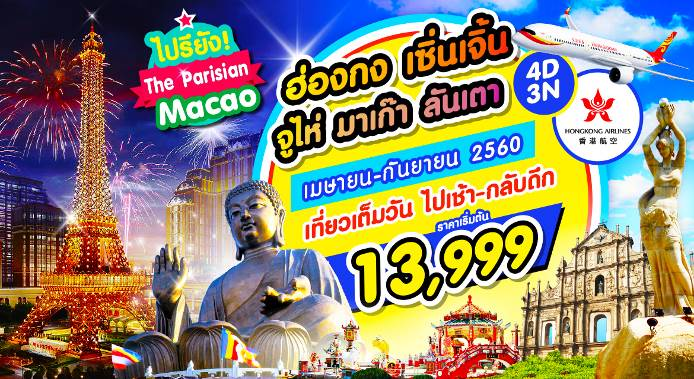 ไปรึยัง!
The Parisian
Macao
ฮ่องกง เซิ่นเจิ้น
จูไห่ มาเก๊า ลันเตา
4D
3N
HONGKONG AIRLINES
香港航空
เมษายน-กันยายน 2560
เที่ยวเต็มวัน ไปเช้า-กลับดึก
ราคาเริ่มต้น
13,999